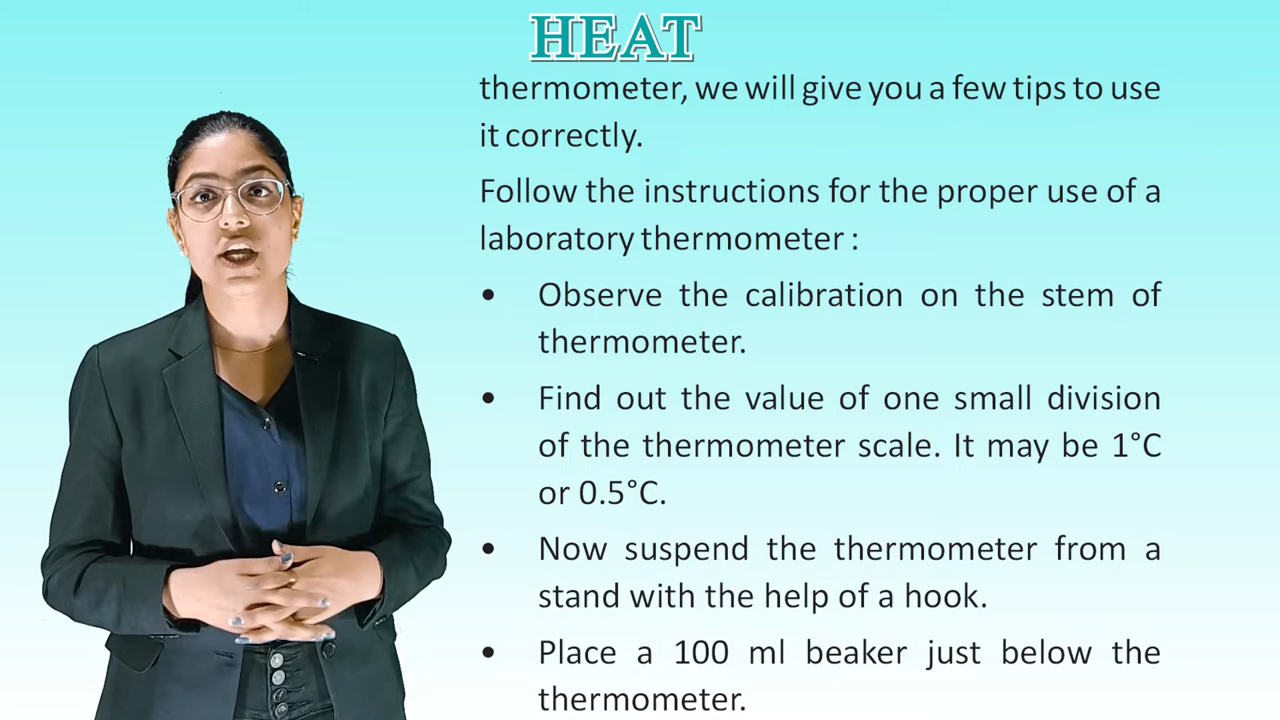 HEAT
thermometer, we will give you a few tips to use
it correctly.
Follow the instructions for the proper use of a
laboratory thermometer :
• Observe the calibration on the stem of
thermometer.
• Find out the value of one small division
of the thermometer scale. It may be 1°C
or 0.5°C.
• Now suspend the thermometer from a
stand with the help of a hook.
• Place a 100 ml beaker just below the
thermometer.